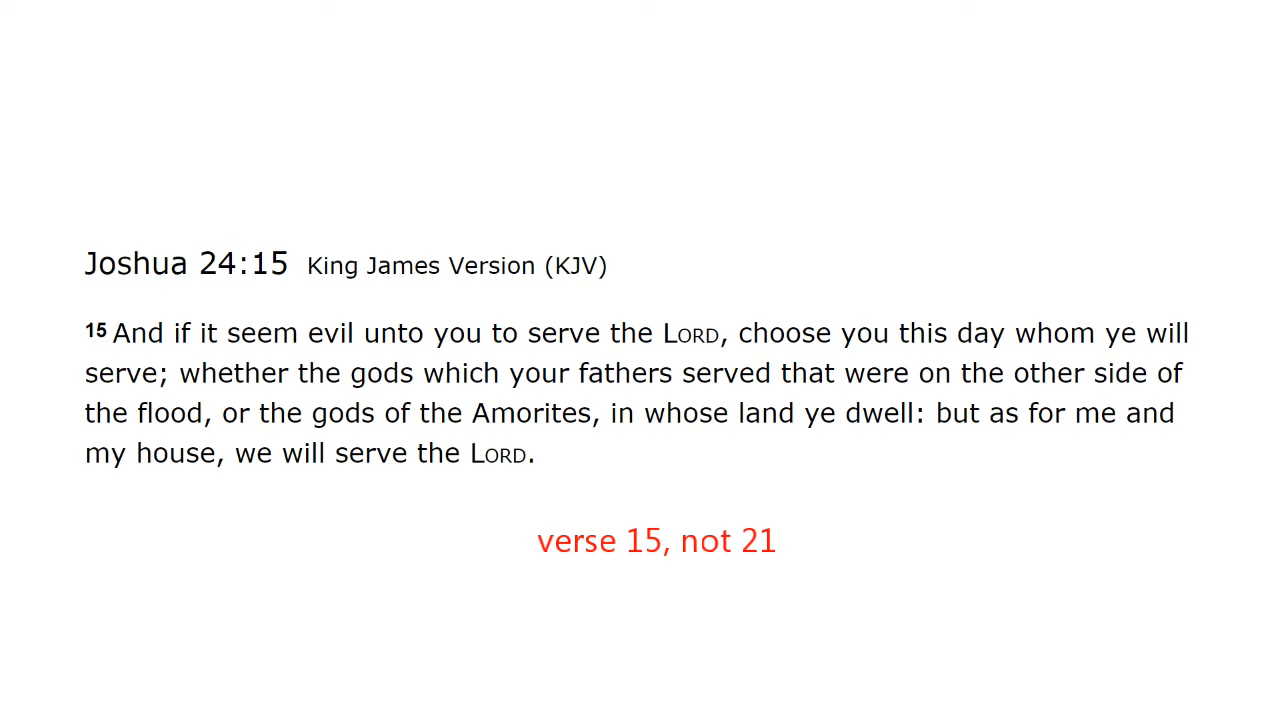 Joshua 24:15 King James Version (KJV)
15 And if it seem evil unto you to serve the LORD, choose you this day whom ye will
serve; whether the gods which your fathers served that were on the other side of
the flood, or the gods of the Amorites, in whose land ye dwell: but as for me and
my house, we will serve the LORD.
verse 15, not 21